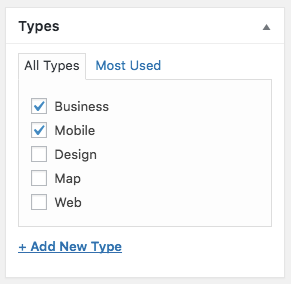 Types
All Types Most Used
Business
Mobile
Design
Map
Web
+ Add New Type